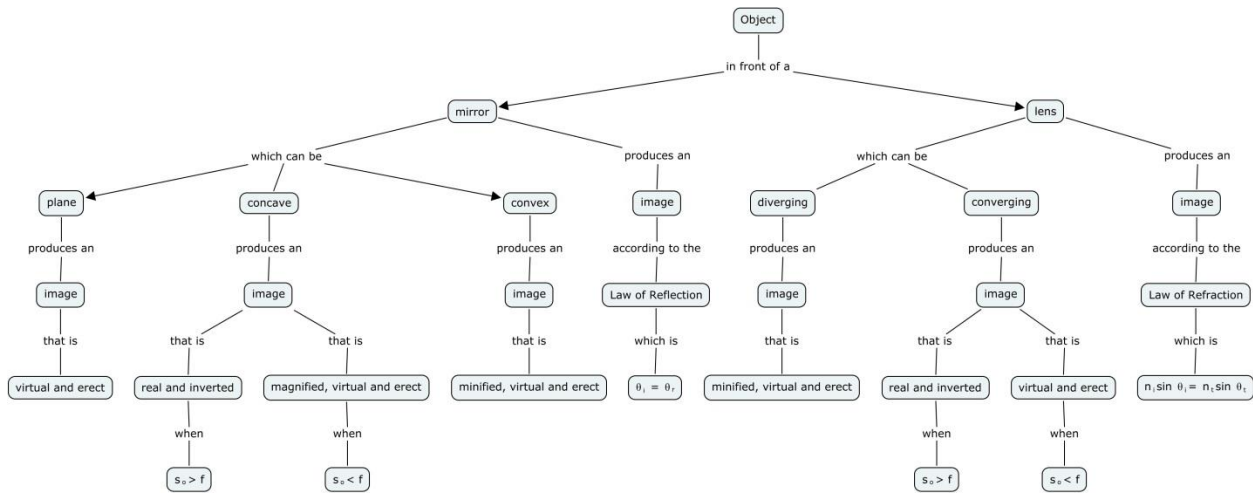 Object
in front of a
mirror
lens
which can be
produces an
which can be
produces an
plane
concave
convex
image
diverging
converging
image
produces an
produces an
produces an
according to the
produces an
produces an
according to the
image
image
image
Law of Reflection
image
image
Law of Refraction
that is
that is
that is
that is
which is
that is
that is
that is
which is
virtual and erect
real and inverted
magnified, virtual and erect
minified, virtual and erect
θᵢ = θᵣ
minified, virtual and erect
real and inverted
virtual and erect
nᵢsin θᵢ= nₜsin θₜ
when
when
when
when
sₒ> f
sₒ< f
sₒ> f
sₒ< f